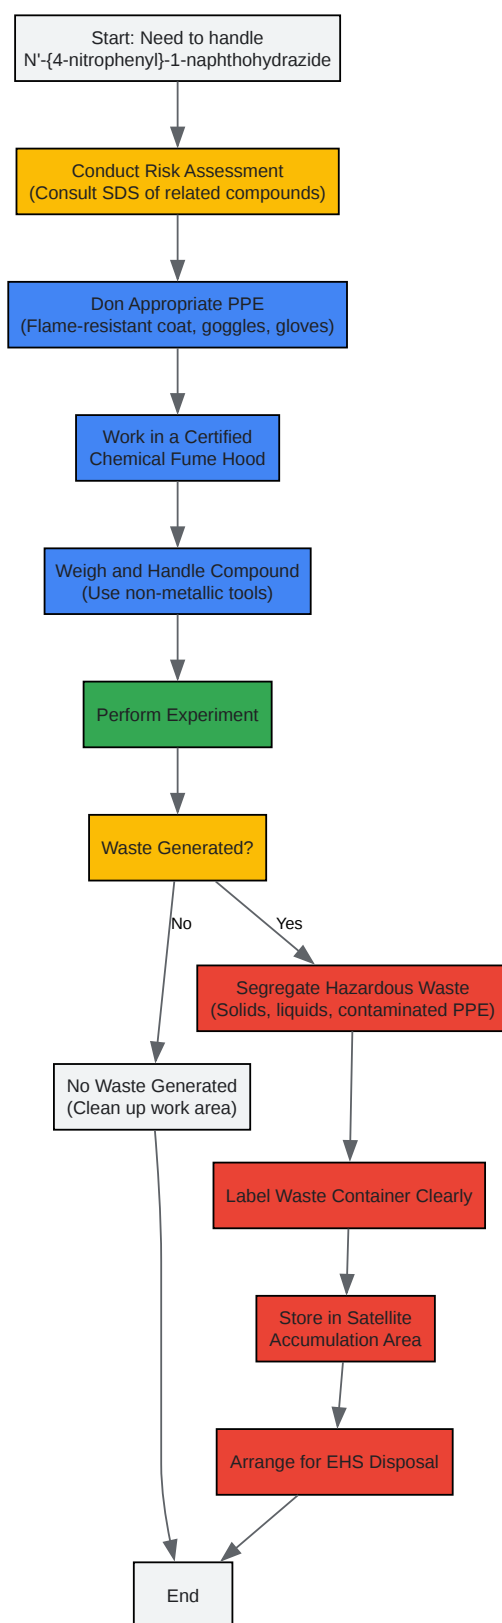 Start: Need to handle
N'-{4-nitrophenyl}-1-naphthohydrazide
Conduct Risk Assessment
(Consult SDS of related compounds)
Don Appropriate PPE
(Flame-resistant coat, goggles, gloves)
Work in a Certified
Chemical Fume Hood
Weigh and Handle Compound
(Use non-metallic tools)
Perform Experiment
Waste Generated?
No
Yes
Segregate Hazardous Waste
(Solids, liquids, contaminated PPE)
No Waste Generated
(Clean up work area)
Label Waste Container Clearly
Store in Satellite
Accumulation Area
Arrange for EHS Disposal
End